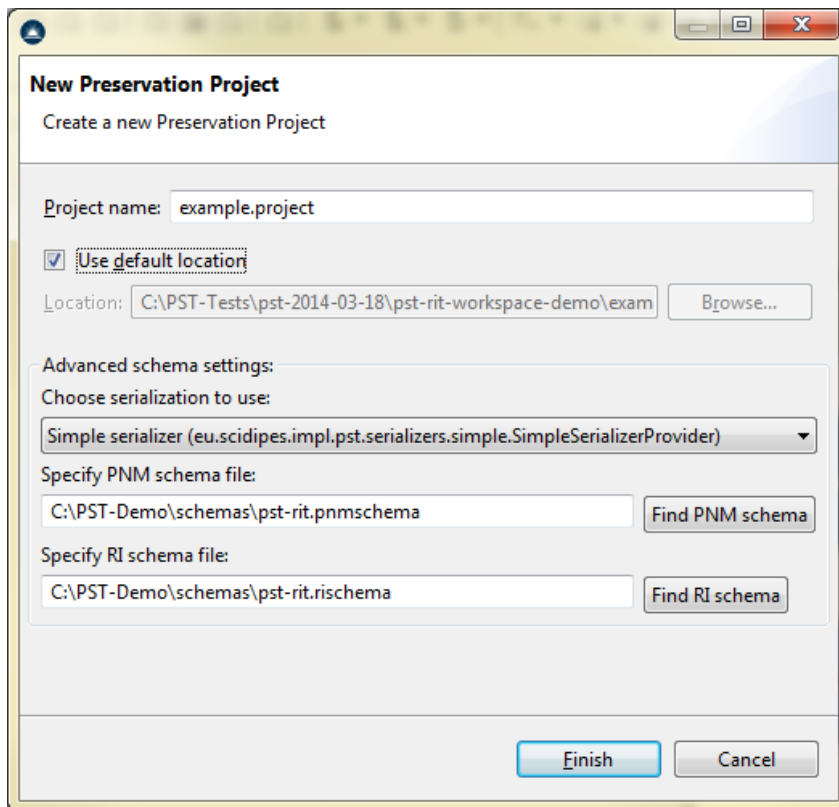 New Preservation Project
Create a new Preservation Project
Project name: example.project
Use default location
Location: C:\PST-Tests\pst-2014-03-18\pst-rit-workspace-demo\exam Browse...
Advanced schema settings:
Choose serialization to use:
Simple serializer (eu.scidipes.impl.pst.serializers.simple.SimpleSerializerProvider)
Specify PNM schema file:
C:\PST-Demo\schemas\pst-rit.pnmschema Find PNM schema
Specify RI schema file:
C:\PST-Demo\schemas\pst-rit.rischema Find RI schema
Finish Cancel